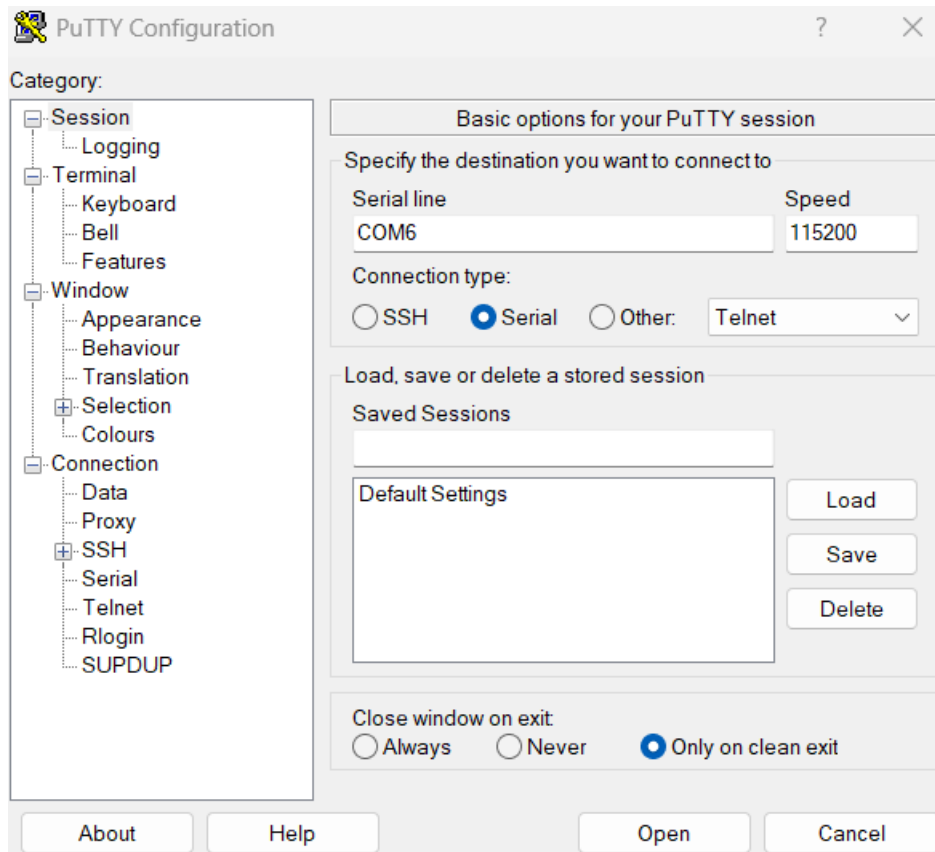 PuTTY Configuration
?
Category:
Session
Logging
Terminal
Keyboard
Bell
Features
Window
Appearance
Behaviour
Translation
Selection
Colours
Connection
Data
Proxy
SSH
Serial
Telnet
Rlogin
SUPDUP
Basic options for your PuTTY session
Specify the destination you want to connect to
Serial line Speed
COM6 115200
Connection type:
SSH Serial Other: Telnet
Load, save or delete a stored session
Saved Sessions
Default Settings
Load
Save
Delete
Close window on exit:
Always Never Only on clean exit
About Help Open Cancel